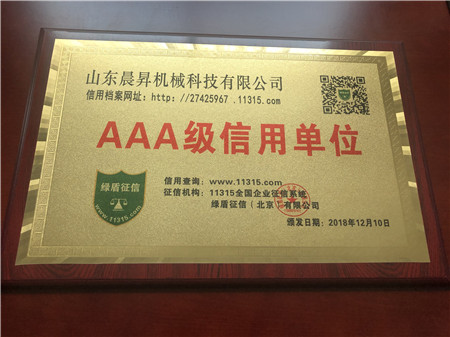 山东晨昇机械科技有限公司
信用档案网址：http：//27425967 .11315.com
AAA级信用单位
绿盾征信
www.11315.com
信用查询：www.11315.com
征信机构：11315全国企业征信系统
绿盾征信（北京）有限公司
颁发日期：2018年12月10日